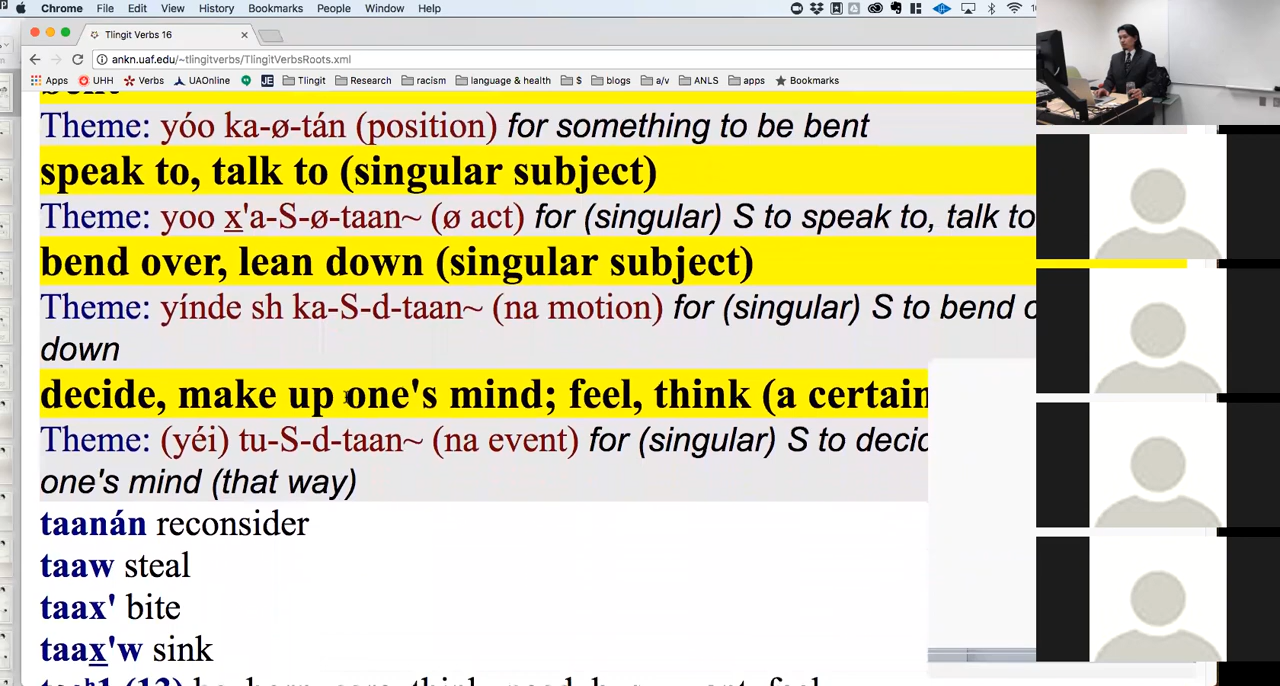 Chrome File Edit View History Bookmarks People Window Help
Tlingit Verbs 16
ankn.uaf.edu/~tlingitverbs/TlingitVerbsRoots.xml
Apps UHH Verbs UAOnline JE Tlingit Research racism language & health $ blogs a/v ANLS apps Bookmarks
Theme: yóo ka-ø-tán (position) for something to be bent
speak to, talk to (singular subject)
Theme: yoo x̱'a-S-ø-taan~ (ø act) for (singular) S to speak to, talk to
bend over, lean down (singular subject)
Theme: yínde sh ka-S-d-taan~ (na motion) for (singular) S to bend
down
decide, make up one's mind; feel, think (a certain
Theme: (yéi) tu-S-d-taan~ (na event) for (singular) S to
one's mind (that way)
taanán reconsider
taaw steal
taax' bite
taax̱'w sink